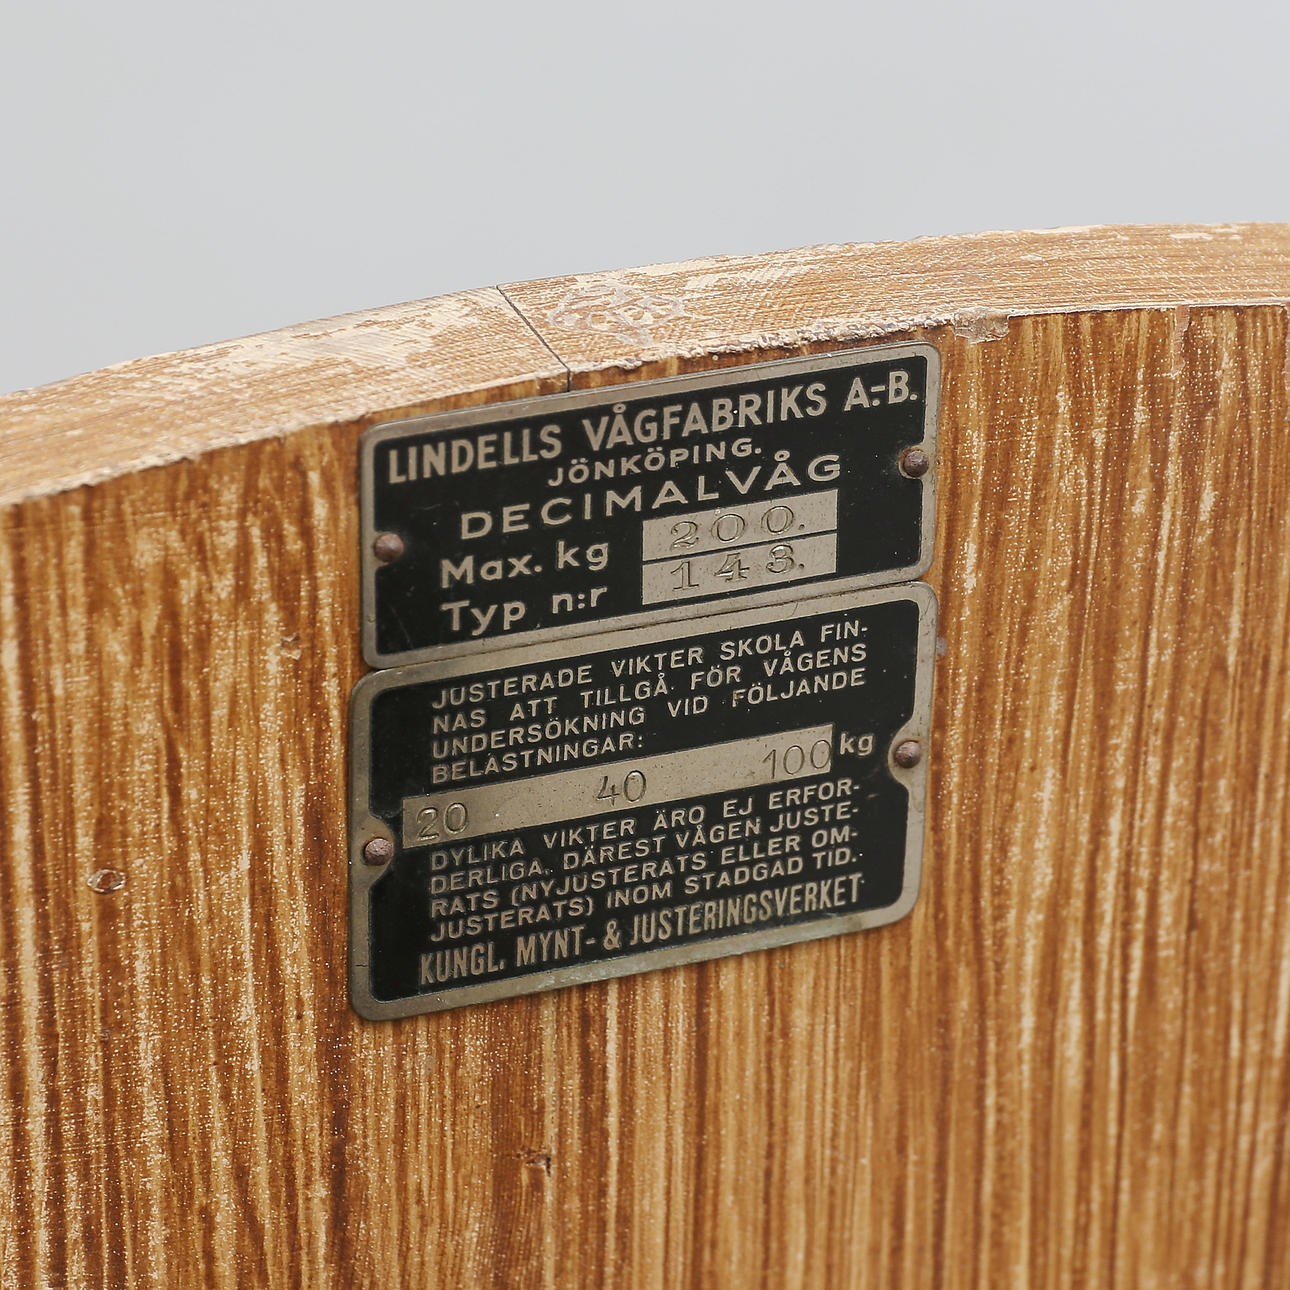 LINDELLS VÅGFABRIKS A.-B.
JÖNKÖPING.
DECIMALVÅG
Max. kg 200.
Typ n:r 143.
JUSTERADE VIKTER SKOLA FIN-
NAS ATT TILLGÅ FÖR VÅGENS
UNDERSÖKNING VID FÖLJANDE
BELASTNINGAR:
20 40 100 kg
DYLIKA VIKTER ÄRO EJ ERFOR-
DERLIGA, DÄREST VÅGEN JUSTE-
RATS (NYJUSTERATS ELLER OM-
JUSTERATS) INOM STADGAD TID.
KUNGL. MYNT- & JUSTERINGSVERKET